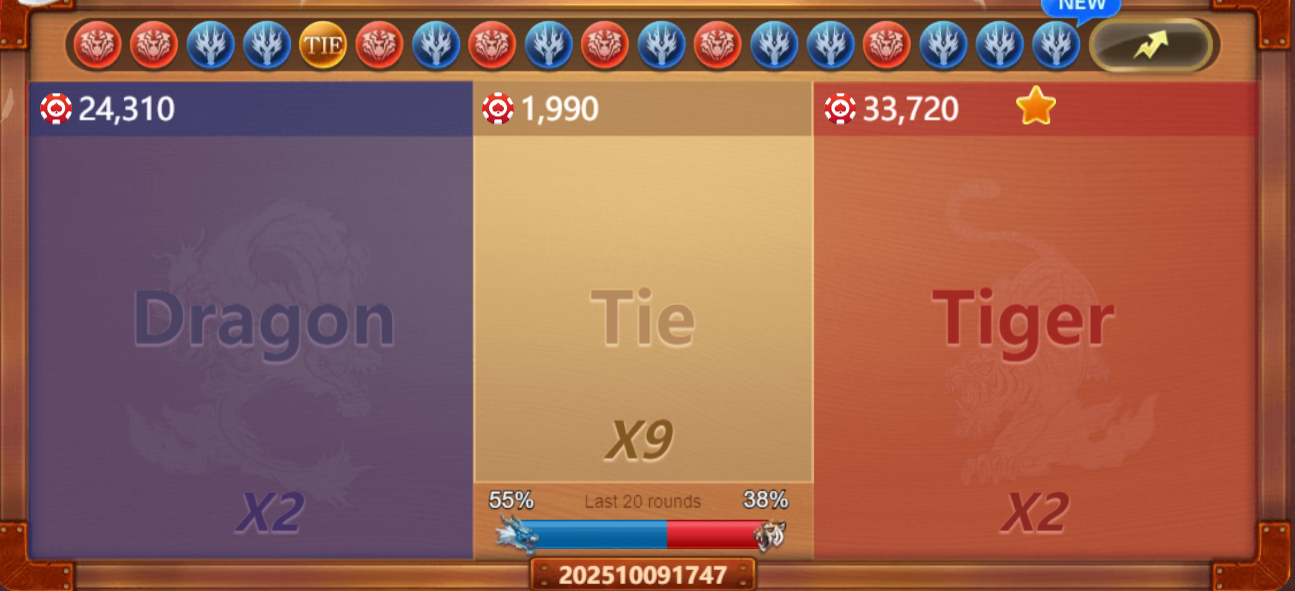 NEW
TIE
24,310
1,990
33,720
Dragon
Tie
Tiger
X9
X2
X2
55%
Last 20 rounds
38%
202510091747